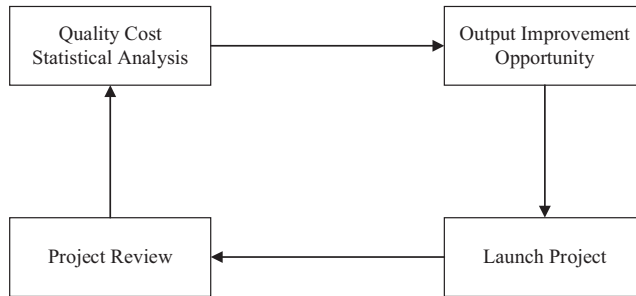 Quality Cost
Statistical Analysis
Output Improvement
Opportunity
Project Review
Launch Project